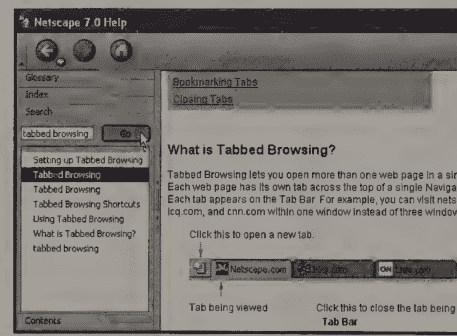 Netscape 7.0 Help
Glossary
Index
Search
tabbed browsing
Go
Setting up Tabbed Browsing
Tabbed Browsing
Tabbed Browsing
Tabbed Browsing Shortcuts
Using Tabbed Browsing
What is Tabbed Browsing?
tabbed browsing
Contents
Bookmarking Tabs
Closing Tabs
What is Tabbed Browsing?
Tabbed Browsing lets you open more than one web page in a sin
Each web page has its own tab across the top of a single Naviga
Each tab appears on the Tab Bar. For example, you can visit nets
icq.com, and cnn.com within one window instead of three window
Click this to open a new tab.
Netscape.com
Tab being viewed
Click this to close the tab being
Tab Bar